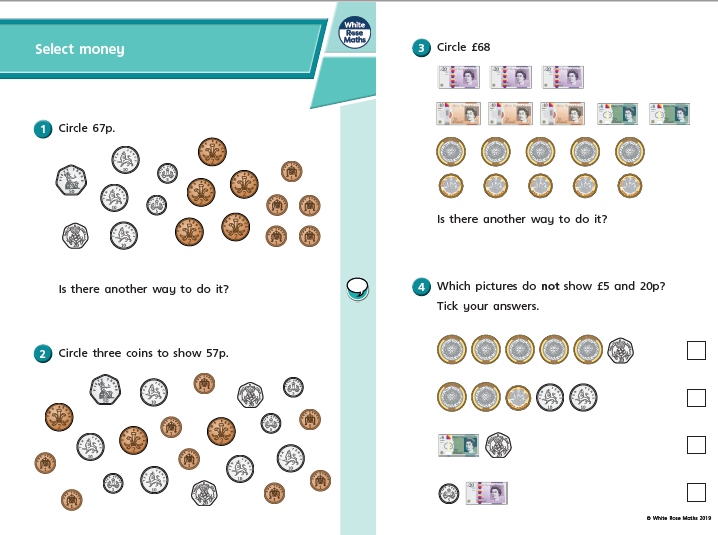 Select money
White
Rose
Maths
1 Circle 67p.
Is there another way to do it?
2 Circle three coins to show 57p.
3 Circle £68
Is there another way to do it?
4 Which pictures do not show £5 and 20p?
Tick your answers.
© White Rose Maths 2019